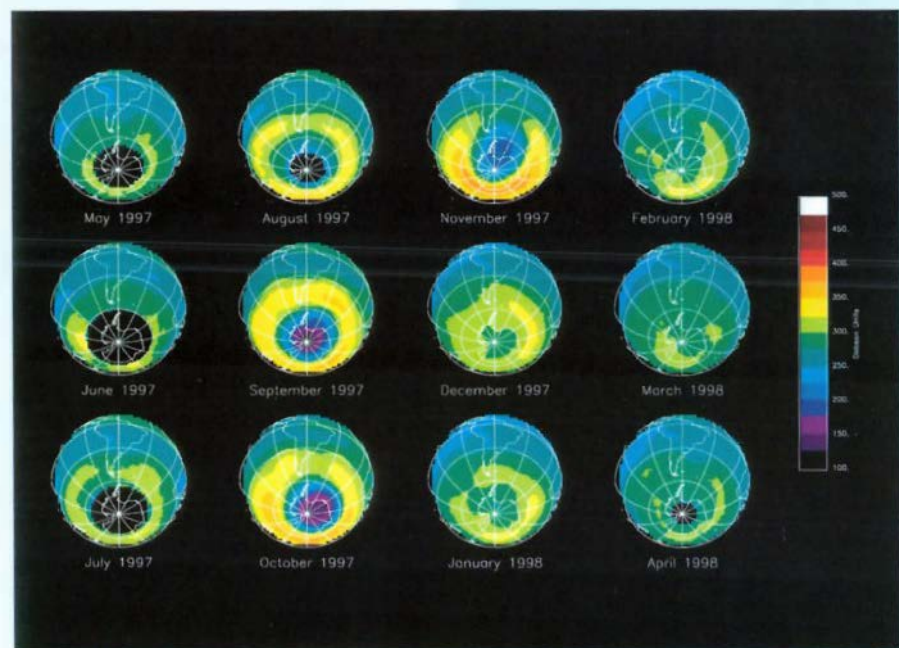 May 1997
August 1997
November 1997
February 1998
June 1997
September 1997
December 1997
March 1998
July 1997
October 1997
January 1998
April 1998
500.
450.
400.
350.
300.
250.
200.
150.
100.
Dobson Units